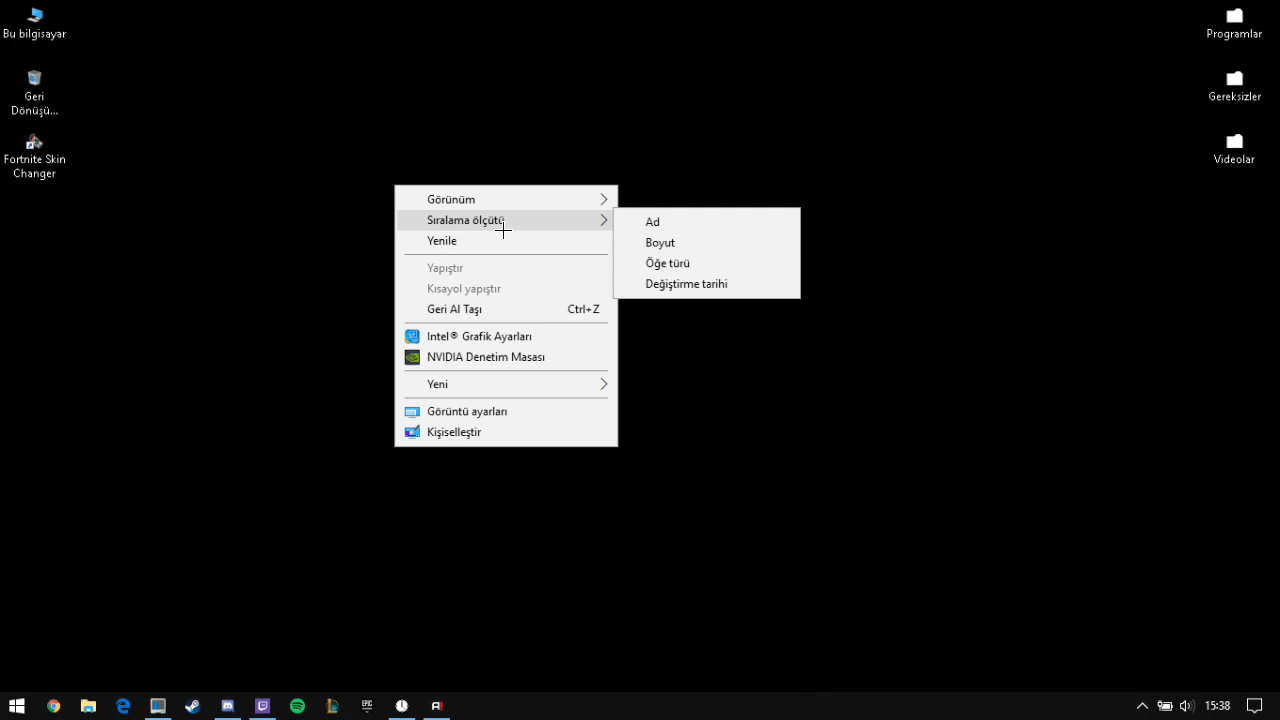 Bu bilgisayar
Geri
Dönüşü...
Fortnite Skin
Changer
Programlar
Gereksizler
Videolar
Görünüm
Sıralama ölçütü
Yenile
Yapıştır
Kısayol yapıştır
Geri Al Taşı Ctrl+Z
Intel® Grafik Ayarları
NVIDIA Denetim Masası
Yeni
Görüntü ayarları
Kişiselleştir
Ad
Boyut
Öğe türü
Değiştirme tarihi
EPIC
AI
15:38